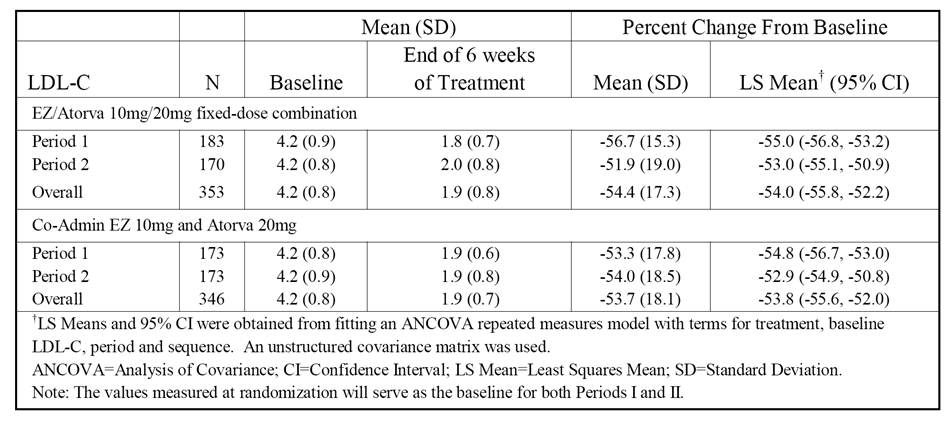 Mean (SD) Percent Change From Baseline
LDL-C N Baseline End of 6 weeks of Treatment Mean (SD) LS Mean† (95% CI)
EZ/Atorva 10mg/20mg fixed-dose combination
Period 1 183 4.2 (0.9) 1.8 (0.7) -56.7 (15.3) -55.0 (-56.8, -53.2)
Period 2 170 4.2 (0.8) 2.0 (0.8) -51.9 (19.0) -53.0 (-55.1, -50.9)
Overall 353 4.2 (0.8) 1.9 (0.8) -54.4 (17.3) -54.0 (-55.8, -52.2)
Co-Admin EZ 10mg and Atorva 20mg
Period 1 173 4.2 (0.8) 1.9 (0.6) -53.3 (17.8) -54.8 (-56.7, -53.0)
Period 2 173 4.2 (0.9) 1.9 (0.8) -54.0 (18.5) -52.9 (-54.9, -50.8)
Overall 346 4.2 (0.8) 1.9 (0.7) -53.7 (18.1) -53.8 (-55.6, -52.0)
†LS Means and 95% CI were obtained from fitting an ANCOVA repeated measures model with terms for treatment, baseline
LDL-C, period and sequence. An unstructured covariance matrix was used.
ANCOVA=Analysis of Covariance; CI=Confidence Interval; LS Mean=Least Squares Mean; SD=Standard Deviation.
Note: The values measured at randomization will serve as the baseline for both Periods I and II.